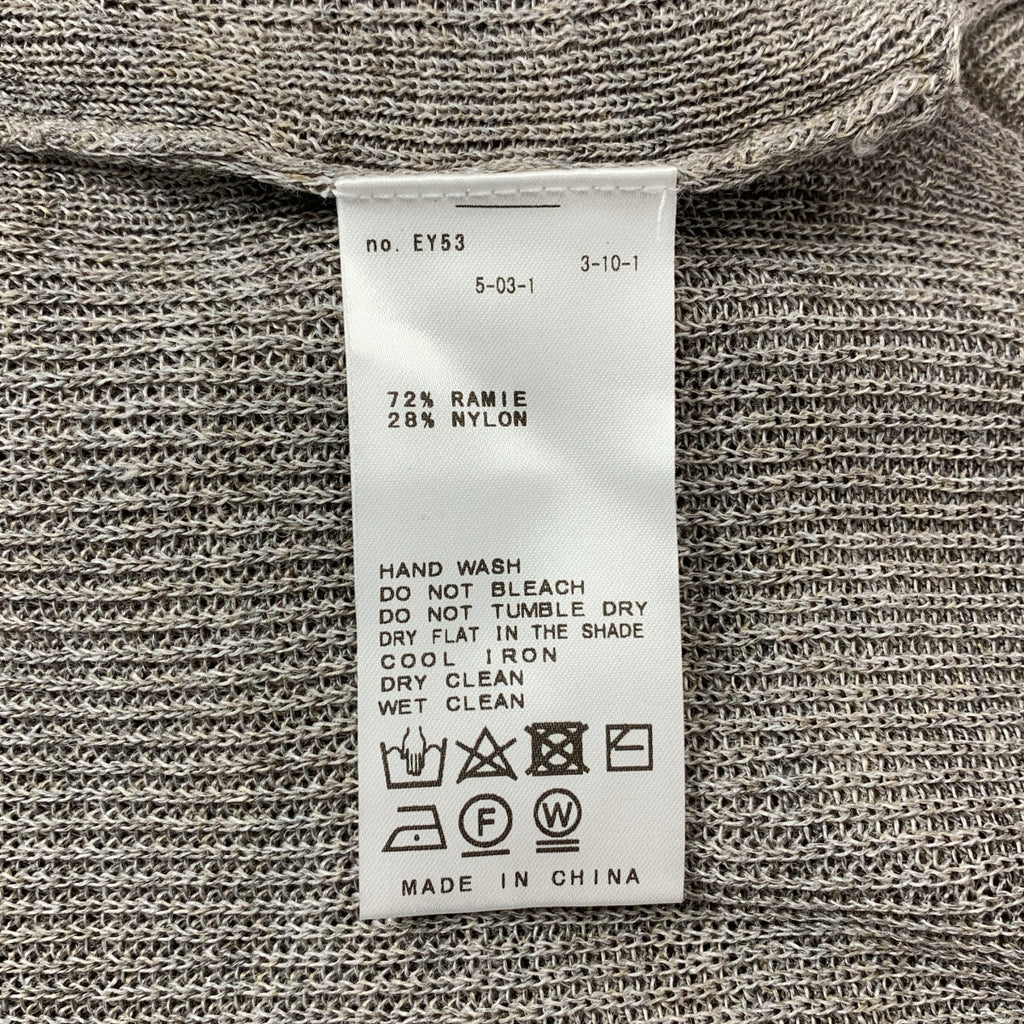 no. EY53
3-10-1
5-03-1
72% RAMIE
28% NYLON
HAND WASH
DO NOT BLEACH
DO NOT TUMBLE DRY
DRY FLAT IN THE SHADE
COOL IRON
DRY CLEAN
WET CLEAN
F W
MADE IN CHINA